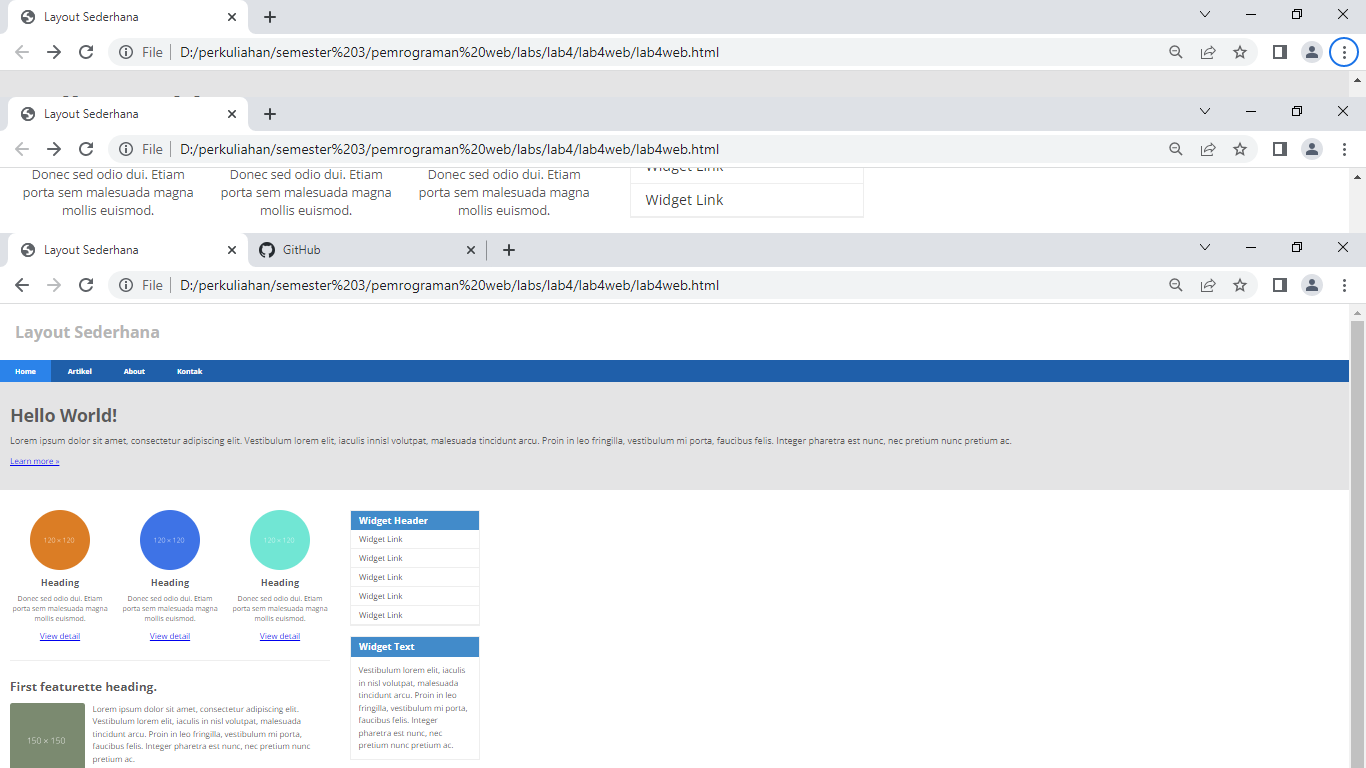 Layout Sederhana
File D:/perkuliahan/semester%203/pemrograman%20web/labs/lab4/lab4web/lab4web.html
Layout Sederhana
File D:/perkuliahan/semester%203/pemrograman%20web/labs/lab4/lab4web/lab4web.html
Donec sed odio dui. Etiam
porta sem malesuada magna
mollis euismod.
Donec sed odio dui. Etiam
porta sem malesuada magna
mollis euismod.
Donec sed odio dui. Etiam
porta sem malesuada magna
mollis euismod.
Widget Link
Widget Link
Layout Sederhana
GitHub
File D:/perkuliahan/semester%203/pemrograman%20web/labs/lab4/lab4web/lab4web.html
Layout Sederhana
Home Artikel About Kontak
Hello World!
Lorem ipsum dolor sit amet, consectetur adipiscing elit. Vestibulum lorem elit, iaculis innisl volutpat, malesuada tincidunt arcu. Proin in leo fringilla, vestibulum mi porta, faucibus felis. Integer pharetra est nunc, nec pretium nunc pretium ac.
Learn more »
120 × 120
Heading
Donec sed odio dui. Etiam
porta sem malesuada magna
mollis euismod.
View detail
120 × 120
Heading
Donec sed odio dui. Etiam
porta sem malesuada magna
mollis euismod.
View detail
120 × 120
Heading
Donec sed odio dui. Etiam
porta sem malesuada magna
mollis euismod.
View detail
First featurette heading.
150 × 150
Lorem ipsum dolor sit amet, consectetur adipiscing elit.
Vestibulum lorem elit, iaculis in nisl volutpat, malesuada
tincidunt arcu. Proin in leo fringilla, vestibulum mi porta,
faucibus felis. Integer pharetra est nunc, nec pretium nunc
pretium ac.
Widget Header
Widget Link
Widget Link
Widget Link
Widget Link
Widget Link
Widget Text
Vestibulum lorem elit, iaculis
in nisl volutpat, malesuada
tincidunt arcu. Proin in leo
fringilla, vestibulum mi porta,
faucibus felis. Integer
pharetra est nunc, nec
pretium nunc pretium ac.